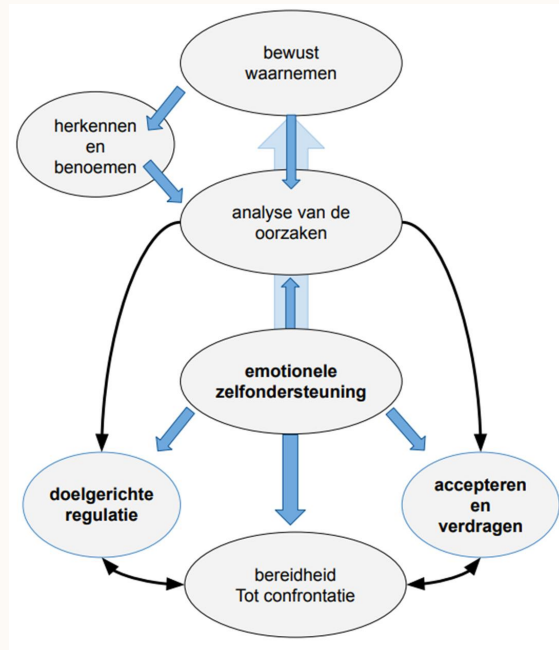 bewust
waarnemen
herkennen
en
benoemen
analyse van de
oorzaken
emotionele
zelfondersteuning
doelgerichte
regulatie
accepteren
en
verdragen
bereidheid
Tot confrontatie